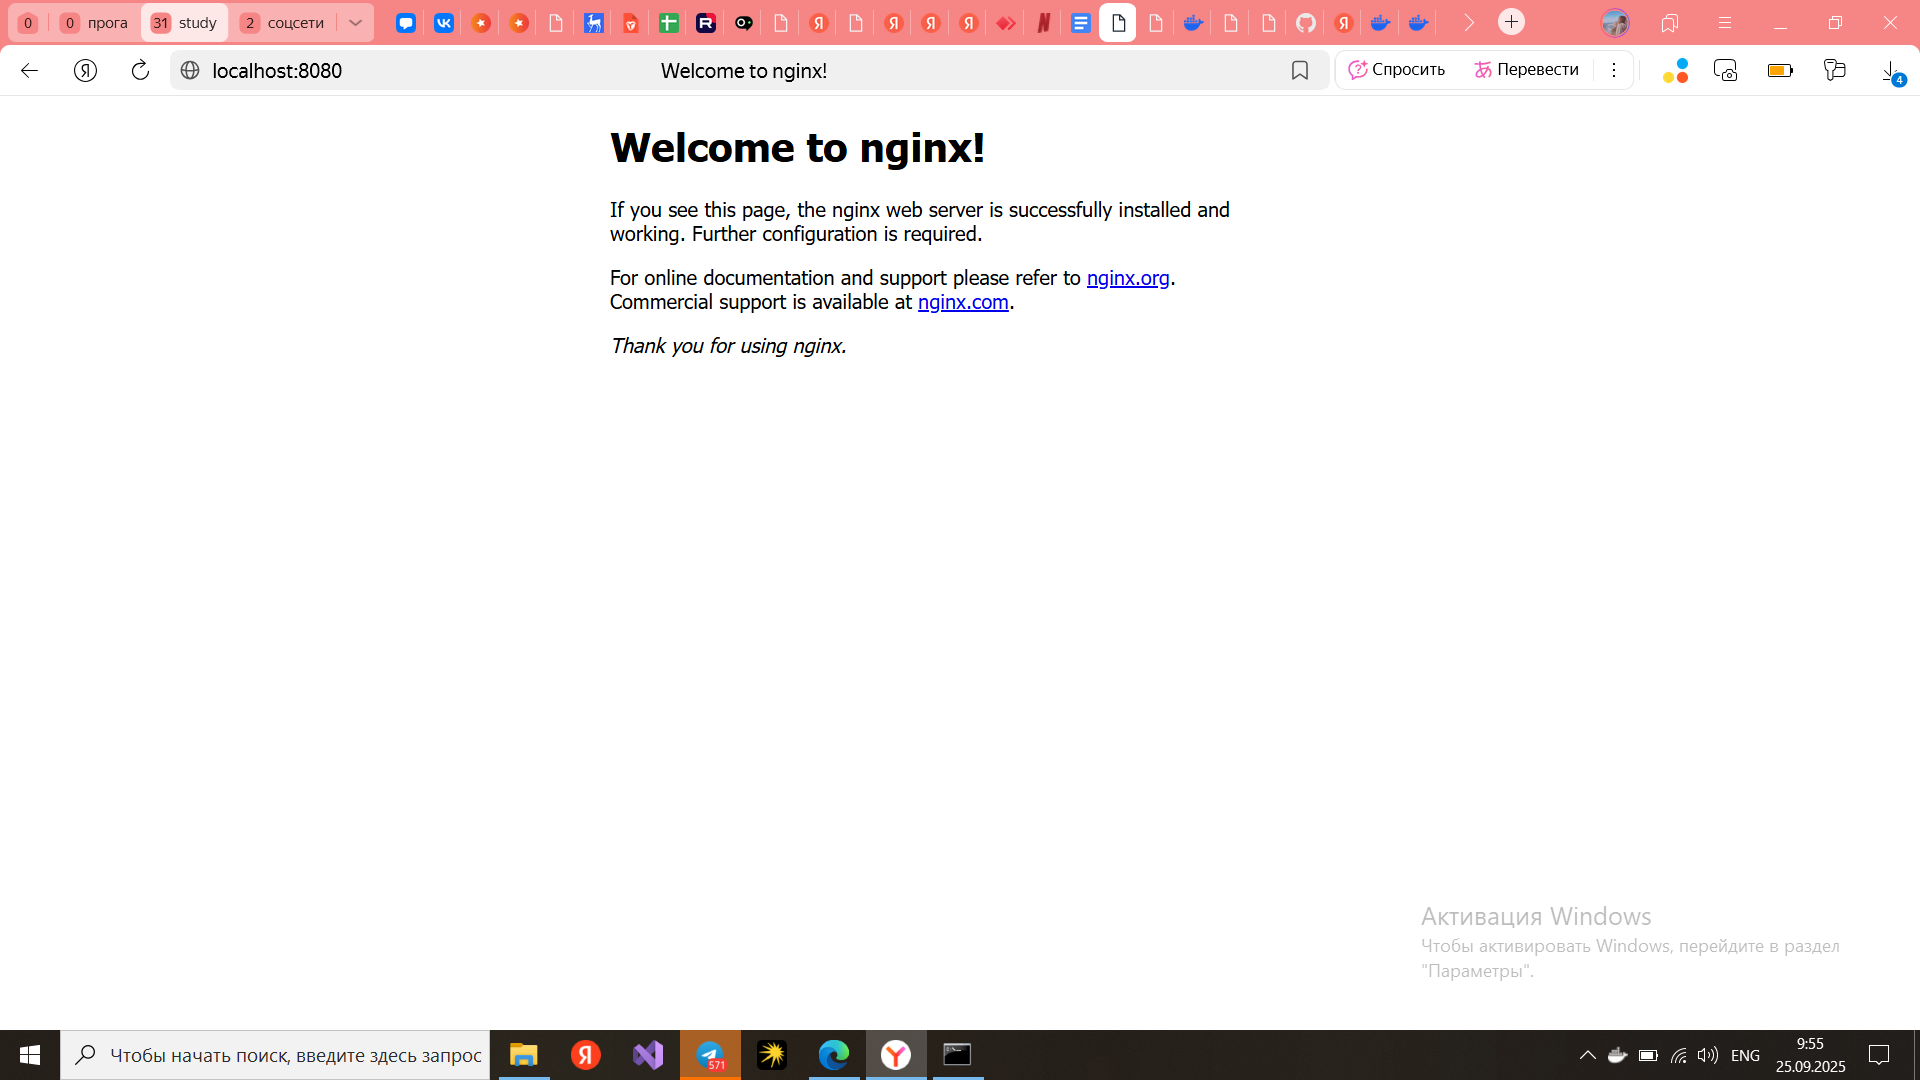 0
0 прога
31 study
2 соцсети
localhost:8080
Welcome to nginx!
Спросить
Перевести
4
Welcome to nginx!
If you see this page, the nginx web server is successfully installed and
working. Further configuration is required.
For online documentation and support please refer to nginx.org.
Commercial support is available at nginx.com.
Thank you for using nginx.
Активация Windows
Чтобы активировать Windows, перейдите в раздел
"Параметры".
Чтобы начать поиск, введите здесь запрос
571
ENG
9:55
25.09.2025